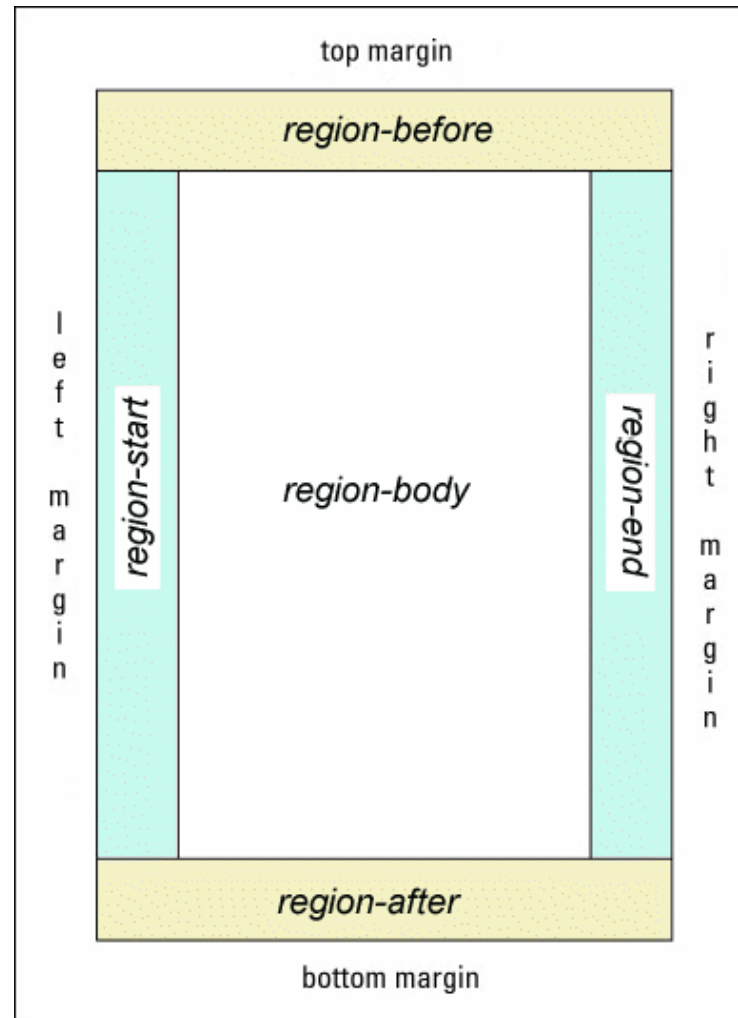 top margin
region-before
left margin
region-start
region-body
region-end
right margin
region-after
bottom margin